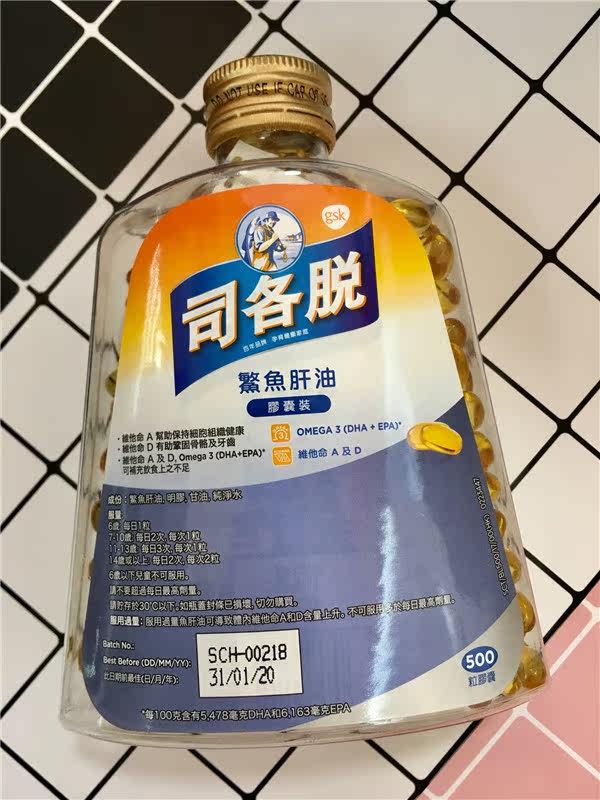 DO NOT USE IF CAP OR
gsk
司各脫
百年品牌 孕育健康家庭
鰵魚肝油
膠囊裝
•維他命 A 幫助保持細胞組織健康
•維他命 D 有助鞏固骨骼及牙齒
•維他命 A 及 D, Omega 3 (DHA+EPA)*
可補充飲食上之不足
OMEGA 3 (DHA + EPA)*
維他命 A 及 D
成份：鰵魚肝油, 明膠, 甘油, 純淨水
服量:
6歲, 每日1粒
7-10歲, 每日2次, 每次1粒
11-13歲, 每日3次, 每次1粒
14歲或以上, 每日2次, 每次2粒
6歲以下兒童不可服用。
請不要超過每日最高劑量。
請貯存於30°C以下。如瓶蓋封條已損壞, 切勿購買。
服用過量：服用過量魚肝油可導致體內維他命A和D含量上升。不可服用多於每日最高劑量。
Batch No.:
Best Before (DD/MM/YY):
此日期前最佳(日/月/年):
SCH-00218
31/01/20
500
粒膠囊
*每100克含有5,478毫克DHA和6,163毫克EPA